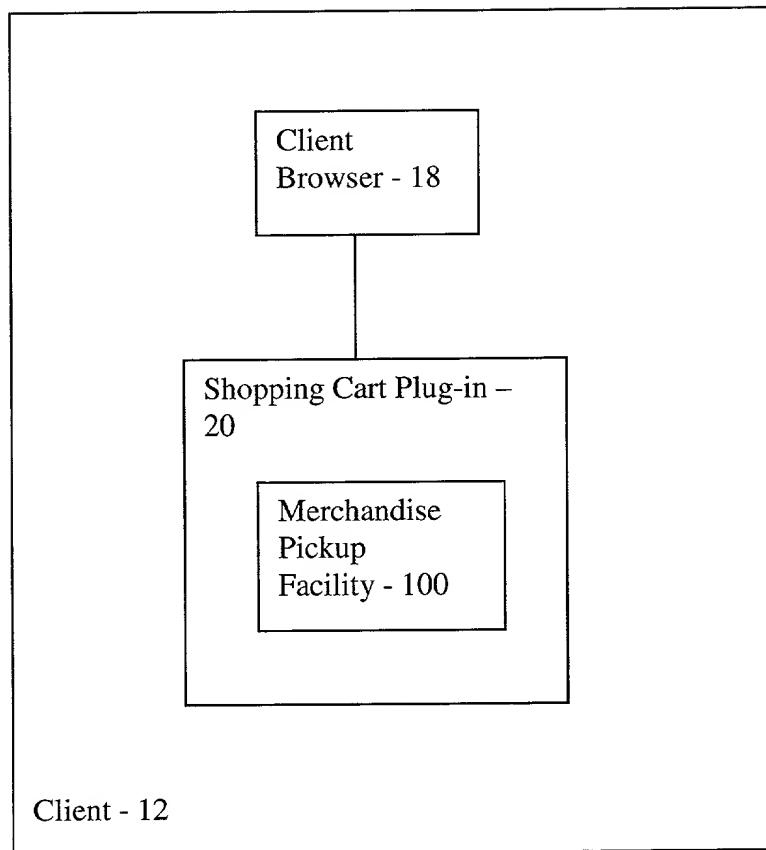 Client
Browser - 18
Shopping Cart Plug-in –
20
Merchandise
Pickup
Facility - 100
Client - 12